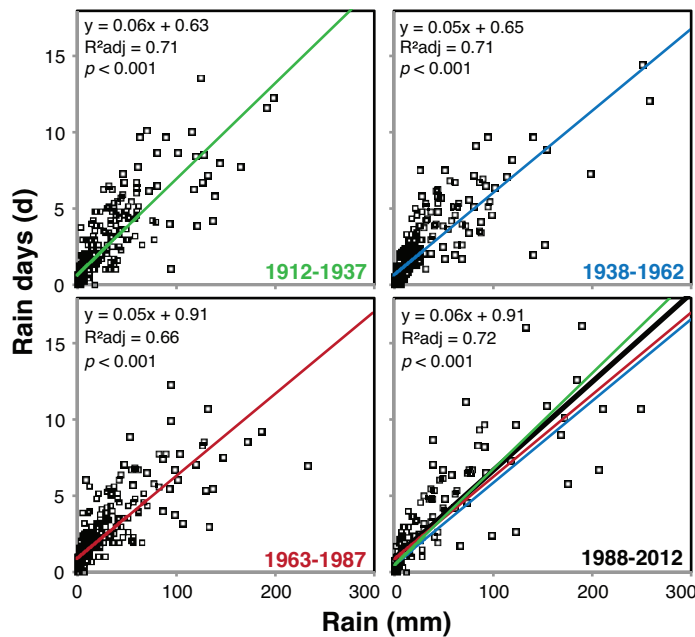 y = 0.06x + 0.63
R²adj = 0.71
p < 0.001
1912-1937
y = 0.05x + 0.65
R²adj = 0.71
p < 0.001
1938-1962
15
10
5
0
y = 0.05x + 0.91
R²adj = 0.66
p < 0.001
1963-1987
y = 0.06x + 0.91
R²adj = 0.72
p < 0.001
1988-2012
15
10
5
0
0
100
200
300
0
100
200
300
Rain days (d)
Rain (mm)